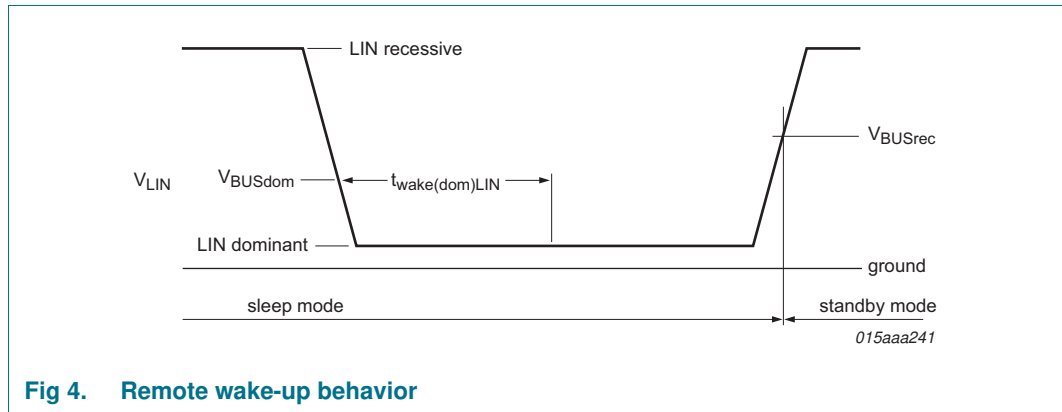 LIN recessive
V_BUSrec
V_LIN V_BUSdom t_wake(dom)LIN
LIN dominant
ground
sleep mode standby mode
015aaa241
Fig 4. Remote wake-up behavior